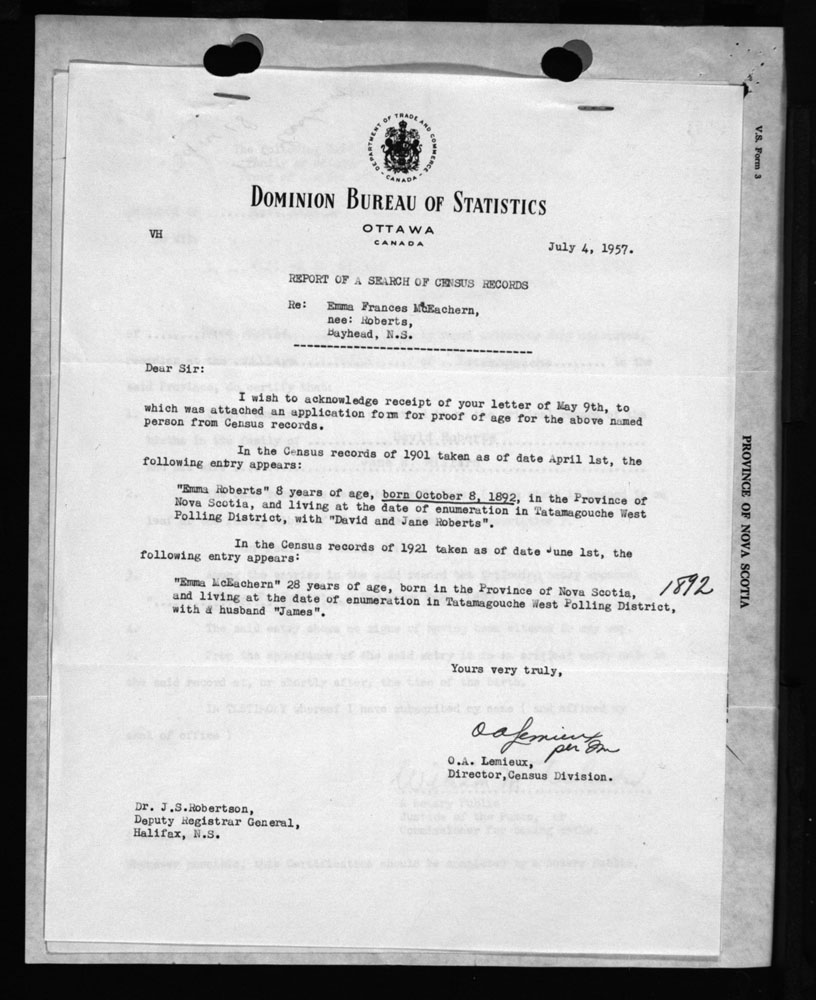 DEPARTMENT OF TRADE AND COMMERCE
- CANADA -
DOMINION BUREAU OF STATISTICS
OTTAWA
CANADA
VH
July 4, 1957.
REPORT OF A SEARCH OF CENSUS RECORDS
Re: Emma Frances McEachern,
nee: Roberts,
Bayhead, N.S.
Dear Sir:
I wish to acknowledge receipt of your letter of May 9th, to
which was attached an application form for proof of age for the above named
person from Census records.
In the Census records of 1901 taken as of date April 1st, the
following entry appears:
"Emma Roberts" 8 years of age, born October 8, 1892, in the Province of
Nova Scotia, and living at the date of enumeration in Tatamagouche West
Polling District, with "David and Jane Roberts".
In the Census records of 1921 taken as of date June 1st, the
following entry appears:
"Emma McEachern" 28 years of age, born in the Province of Nova Scotia,
and living at the date of enumeration in Tatamagouche West Polling District,
with a husband "James".
1892
Yours very truly,
O A Lemieux
per
O.A. Lemieux,
Director,Census Division.
Dr. J.S.Robertson,
Deputy Registrar General,
Halifax, N.S.
V.S. Form 3
PROVINCE OF NOVA SCOTIA